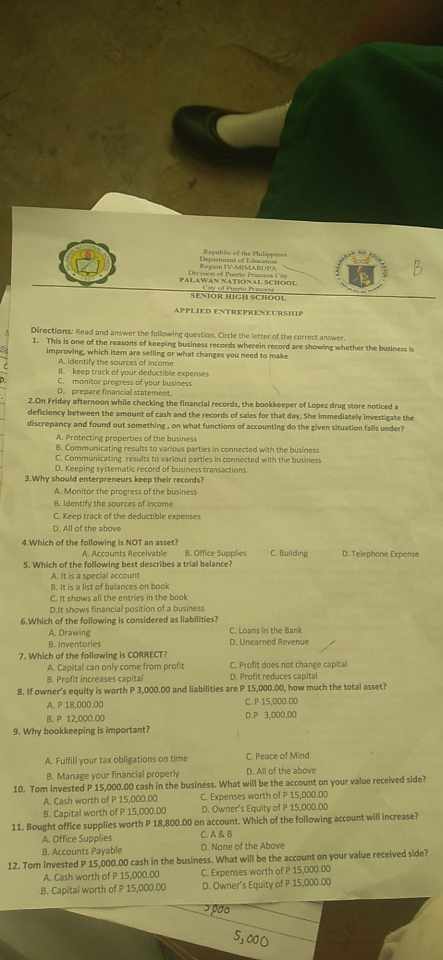 Republic of the Philippines
Department of Education
Region IV-MIMAROPA
Division of Puerto Princesa City
PALAWAN NATIONAL SCHOOL
City of Puerto Princesa
SENIOR HIGH SCHOOL
B
APPLIED ENTREPRENEURSHIP
Directions: Read and answer the following question. Circle the letter of the correct answer.
1. This is one of the reasons of keeping business records wherein record are showing whether the business is
improving, which item are selling or what changes you need to make
A. identify the sources of income
B. keep track of your deductible expenses
C. monitor progress of your business
D. prepare financial statement.
2.On Friday afternoon while checking the financial records, the bookkeeper of Lopez drug store noticed a
deficiency between the amount of cash and the records of sales for that day. She immediately investigate the
discrepancy and found out something , on what functions of accounting do the given situation falls under?
A. Protecting properties of the business
B. Communicating results to various parties in connected with the business
C. Communicating results to various parties in connected with the business
D. Keeping systematic record of business transactions.
3.Why should enterpreneurs keep their records?
A. Monitor the progress of the business
B. Identify the sources of income
C. Keep track of the deductible expenses
D. All of the above
4.Which of the following is NOT an asset?
A. Accounts Receivable B. Office Supplies C. Building D. Telephone Expense
5. Which of the following best describes a trial balance?
A. It is a special account
B. It is a list of balances on book
C. It shows all the entries in the book
D.It shows financial position of a business
6.Which of the following is considered as liabilities?
A. Drawing C. Loans in the Bank
B. Inventories D. Unearned Revenue
7. Which of the following is CORRECT?
A. Capital can only come from profit C. Profit does not change capital
B. Profit increases capital D. Profit reduces capital
8. If owner's equity is worth P 3,000.00 and liabilities are P 15,000.00, how much the total asset?
A. P 18,000.00 C.P 15,000.00
B. P 12,000.00 D.P 3,000.00
9. Why bookkeeping is important?
A. Fulfill your tax obligations on time C. Peace of Mind
B. Manage your financial properly D. All of the above
10. Tom invested P 15,000.00 cash in the business. What will be the account on your value received side?
A. Cash worth of P 15,000.00 C. Expenses worth of P 15,000.00
B. Capital worth of P 15,000.00 D. Owner's Equity of P 15,000.00
11. Bought office supplies worth P 18,800.00 on account. Which of the following account will increase?
A. Office Supplies C. A & B
B. Accounts Payable D. None of the Above
12. Tom invested P 15,000.00 cash in the business. What will be the account on your value received side?
A. Cash worth of P 15,000.00 C. Expenses worth of P 15,000.00
B. Capital worth of P 15,000.00 D. Owner's Equity of P 15,000.00
5,000